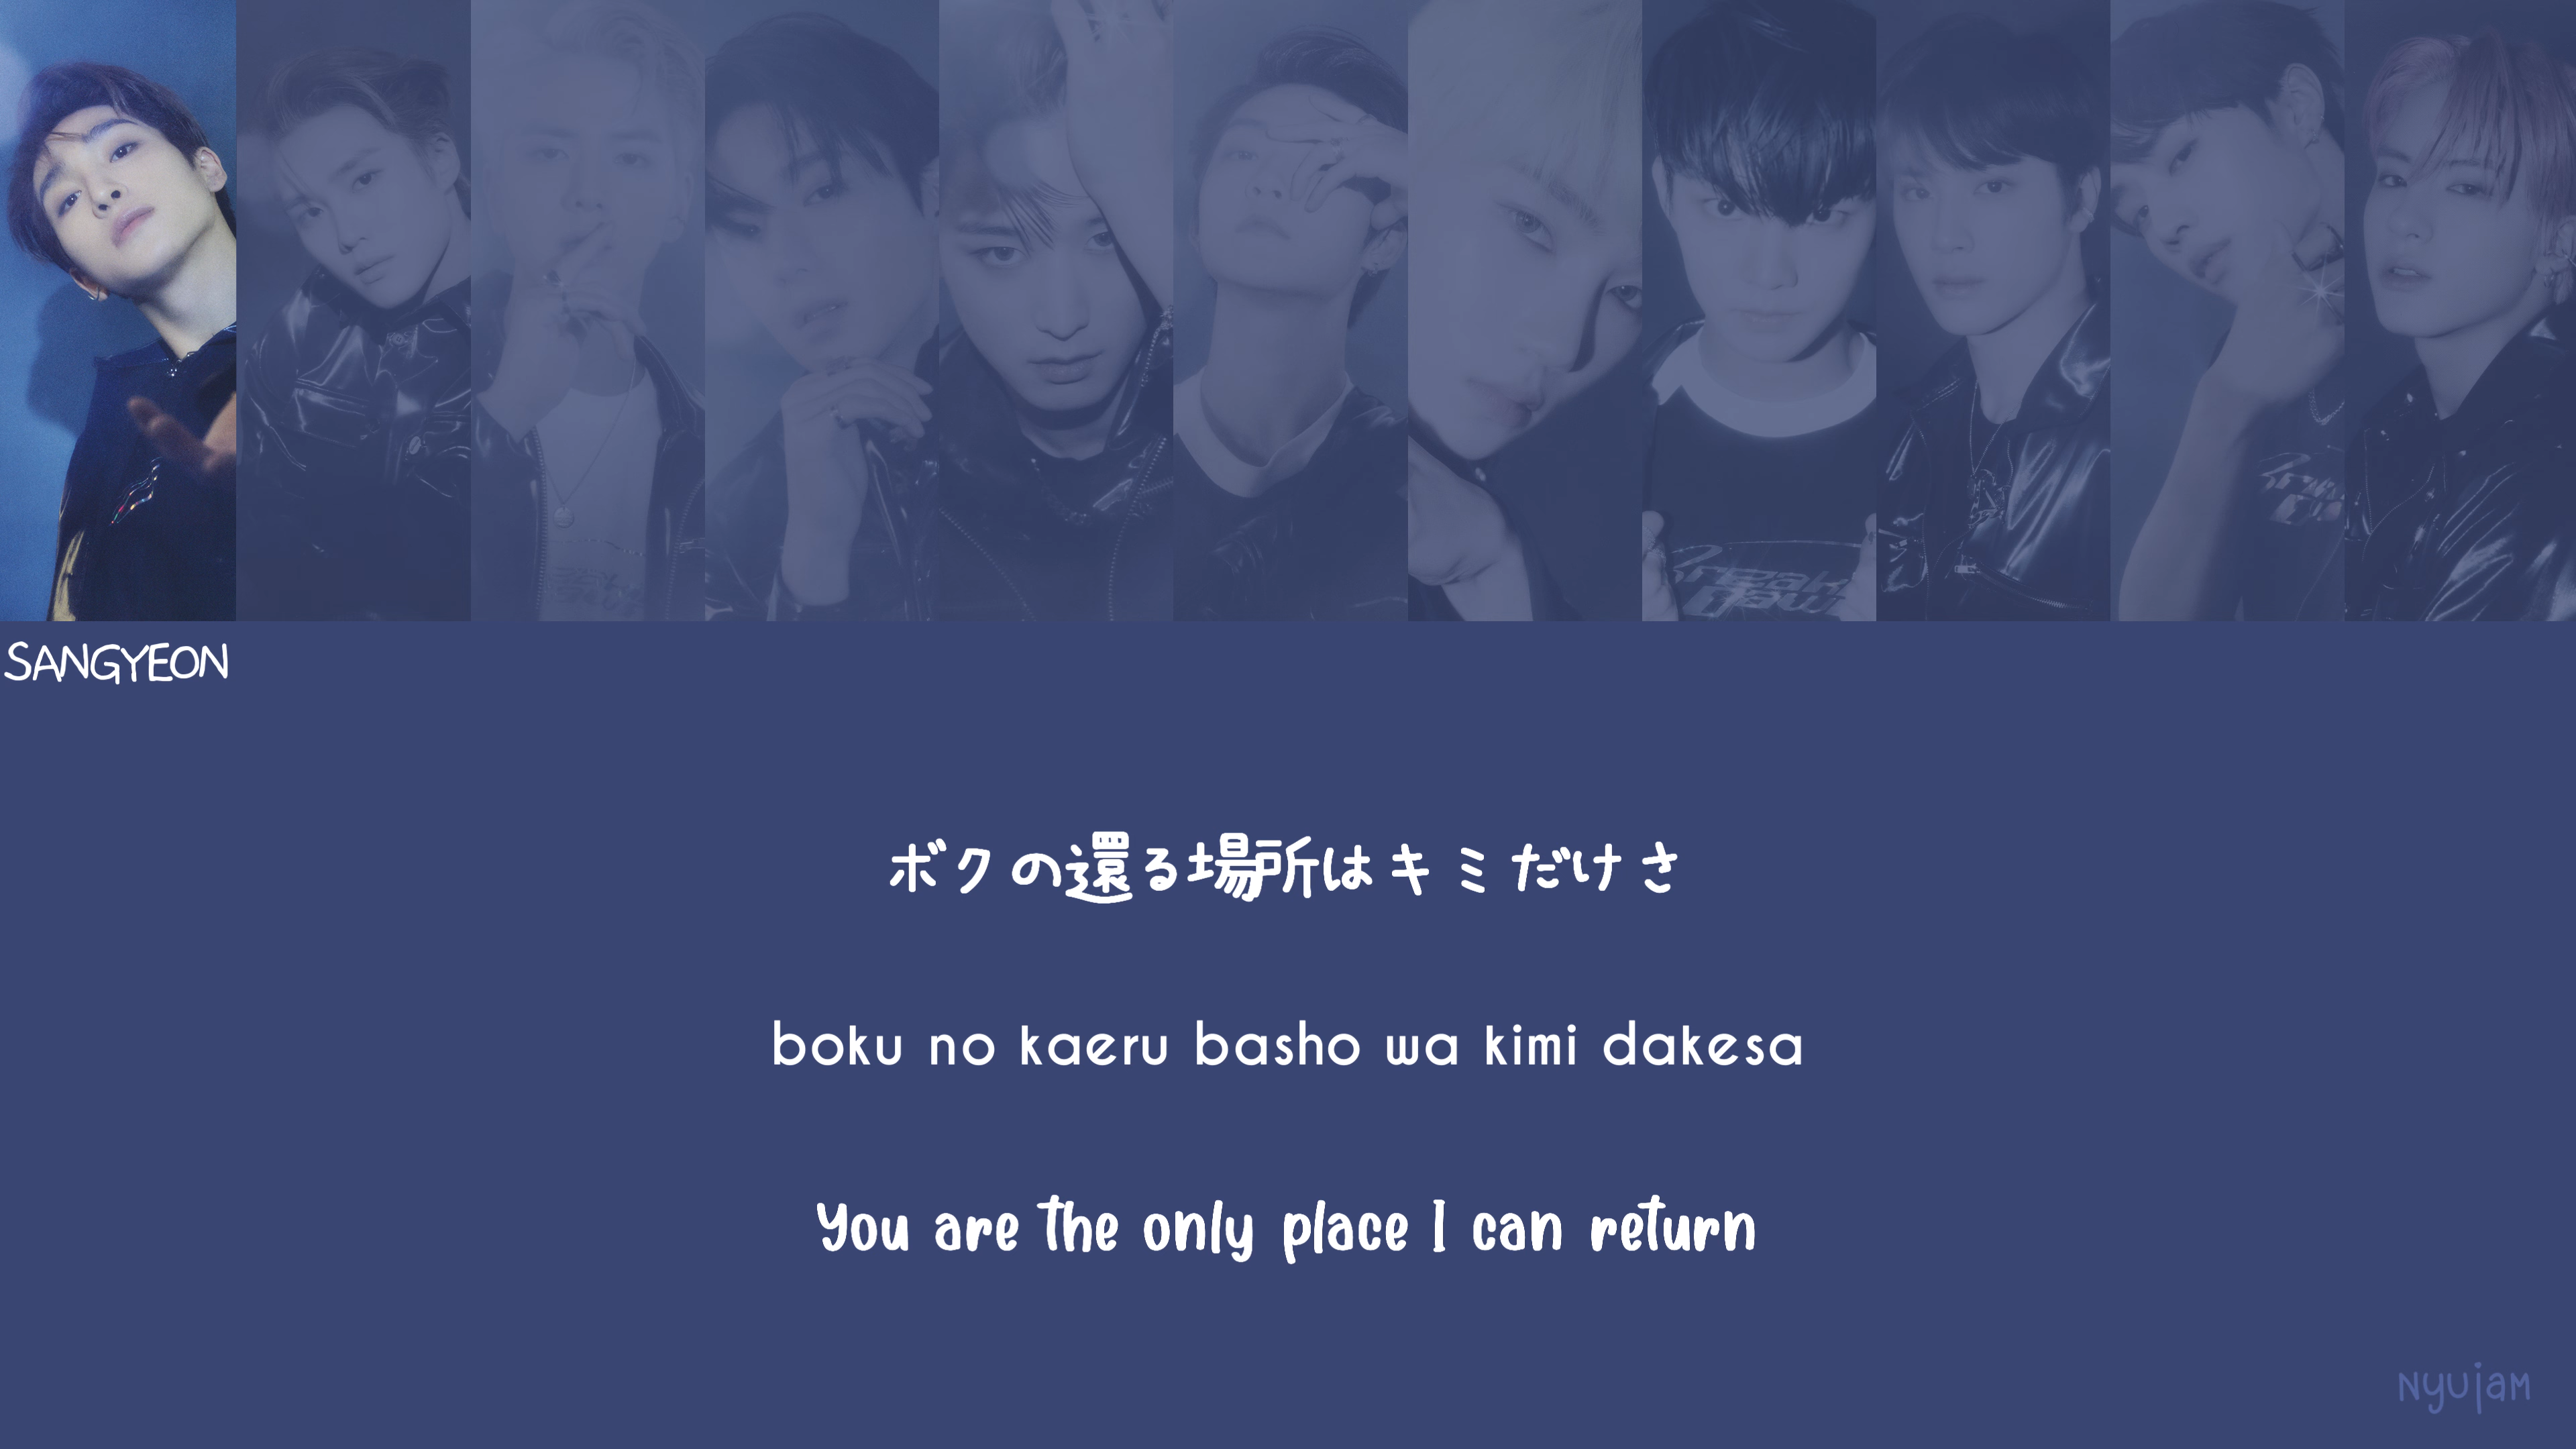 SANGYEON
ボクの還る場所はキミだけさ
boku no kaeru basho wa kimi dakesa
You are the only place I can return
NyujaM